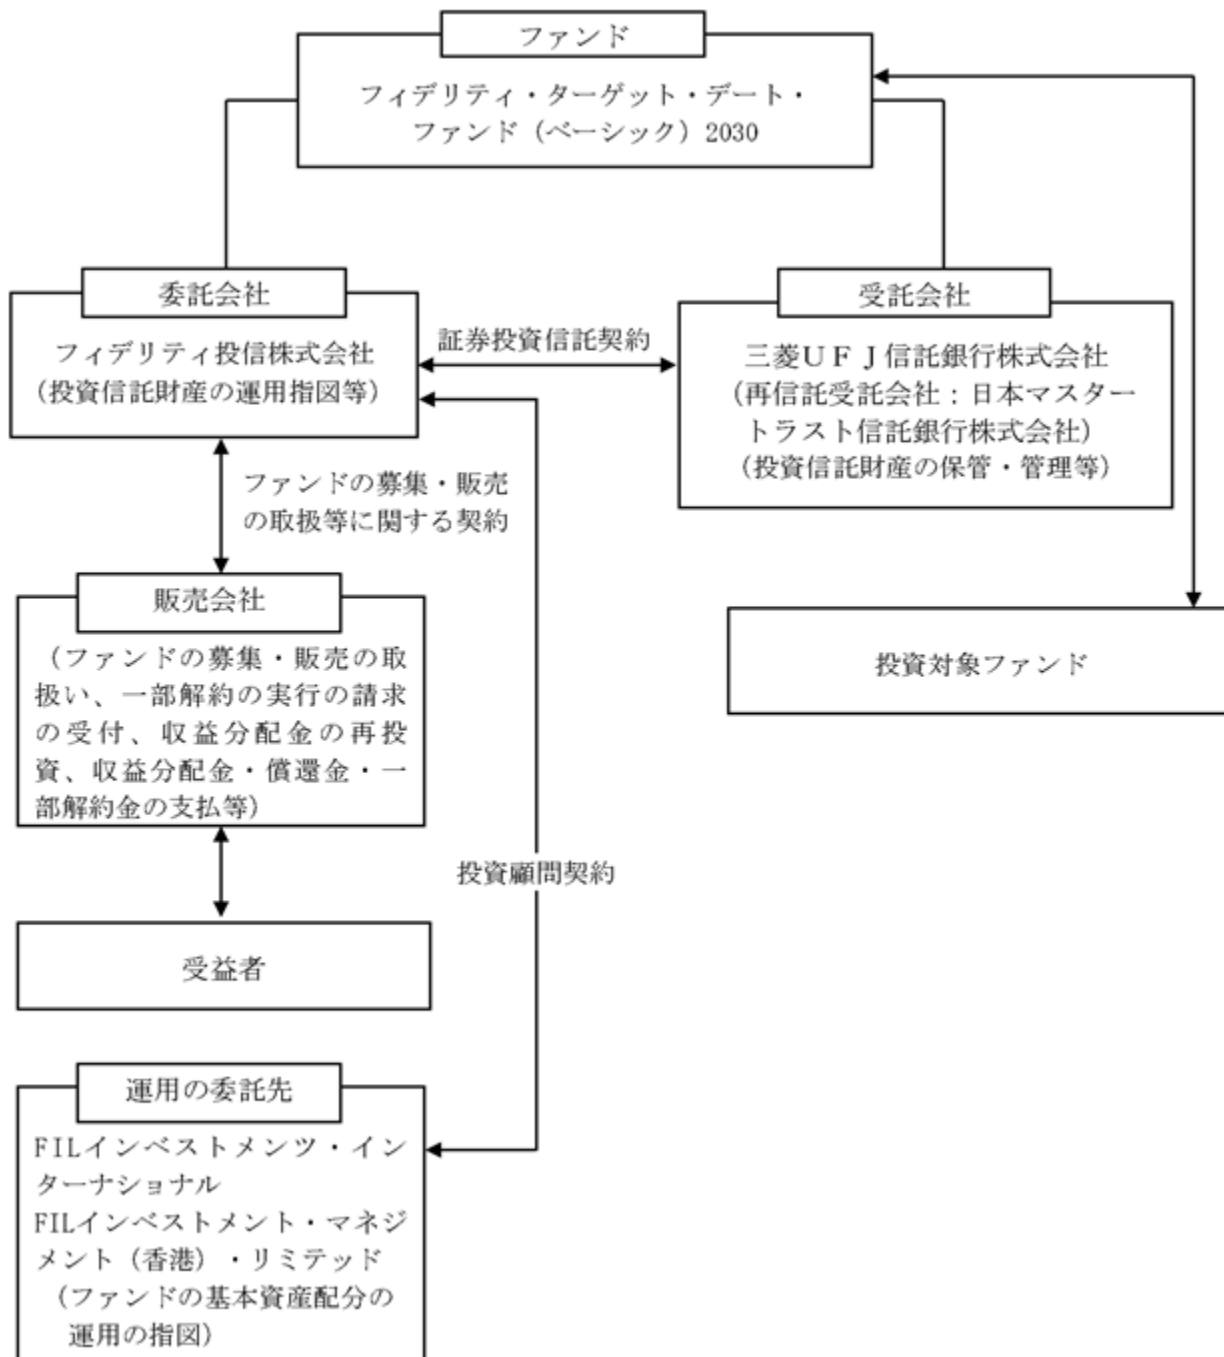 ファンド
フィデリティ・ターゲット・デート・
ファンド（ベーシック）2030
委託会社
フィデリティ投信株式会社
（投資信託財産の運用指図等）
証券投資信託契約
受託会社
三菱ＵＦＪ信託銀行株式会社
（再信託受託会社：日本マスター
トラスト信託銀行株式会社）
（投資信託財産の保管・管理等）
ファンドの募集・販売
の取扱等に関する契約
販売会社
（ファンドの募集・販売の取
扱い、一部解約の実行の請求
の受付、収益分配金の再投
資、収益分配金・償還金・一
部解約金の支払等）
投資対象ファンド
投資顧問契約
受益者
運用の委託先
FILインベストメンツ・イン
ターナショナル
FILインベストメント・マネジ
メント（香港）・リミテッド
（ファンドの基本資産配分の
運用の指図）